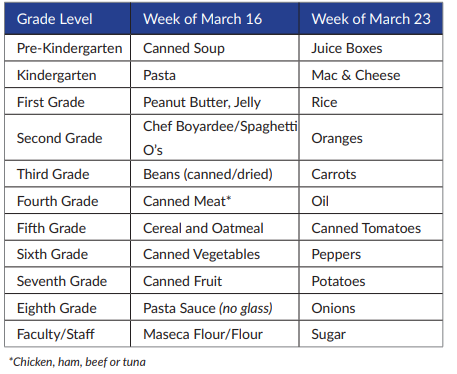 Grade Level Week of March 16 Week of March 23
Pre-Kindergarten Canned Soup Juice Boxes
Kindergarten Pasta Mac & Cheese
First Grade Peanut Butter, Jelly Rice
Second Grade Chef Boyardee/Spaghetti O's Oranges
Third Grade Beans (canned/dried) Carrots
Fourth Grade Canned Meat* Oil
Fifth Grade Cereal and Oatmeal Canned Tomatoes
Sixth Grade Canned Vegetables Peppers
Seventh Grade Canned Fruit Potatoes
Eighth Grade Pasta Sauce (no glass) Onions
Faculty/Staff Maseca Flour/Flour Sugar
*Chicken, ham, beef or tuna